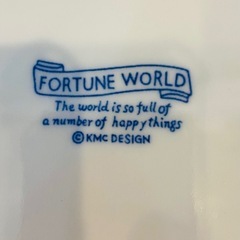 FORTUNE WORLD
The world is so full of
a number of happy things
©KMC DESIGN